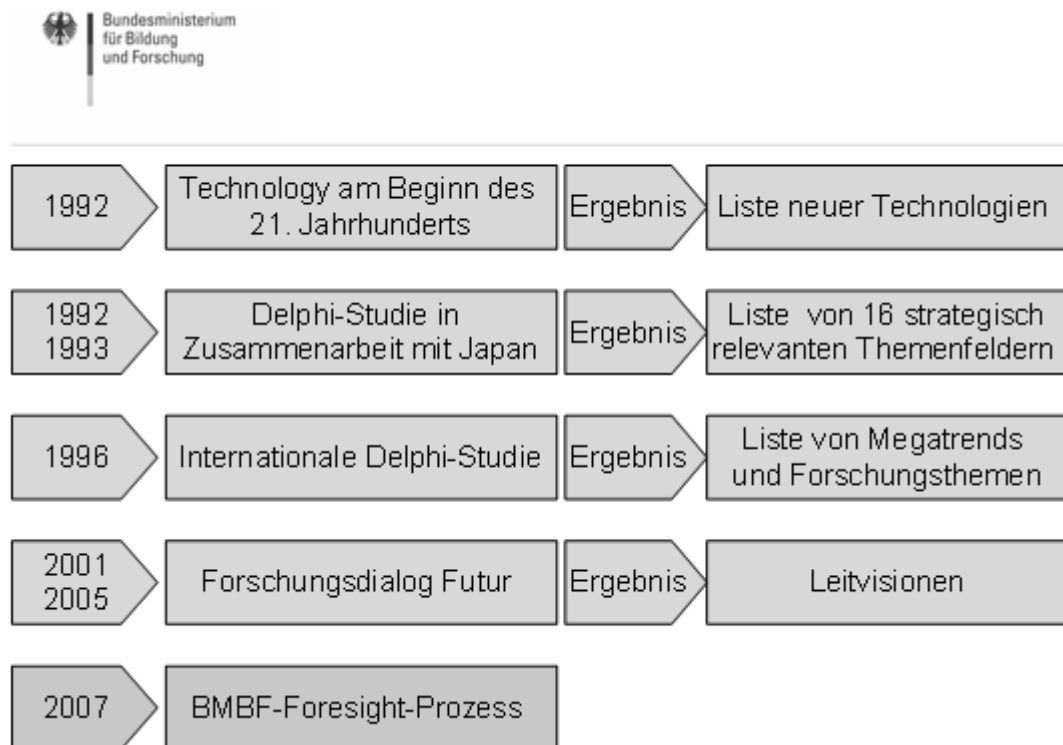 Bundesministerium
für Bildung
und Forschung
1992
Technology am Beginn des
21. Jahrhunderts
Ergebnis
Liste neuer Technologien
1992
1993
Delphi-Studie in
Zusammenarbeit mit Japan
Ergebnis
Liste von 16 strategisch
relevanten Themenfeldern
1996
Internationale Delphi-Studie
Ergebnis
Liste von Megatrends
und Forschungsthemen
2001
2005
Forschungsdialog Futur
Ergebnis
Leitvisionen
2007
BMBF-Foresight-Prozess